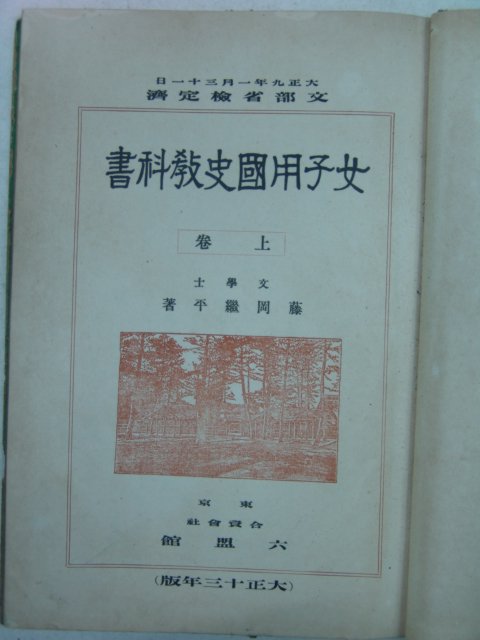 大正九年一月三十一日
文部省檢定濟
女子用國史敎科書
上卷
文學士
藤岡繼平著
東京
合資會社
六盟館
(大正十三年版)